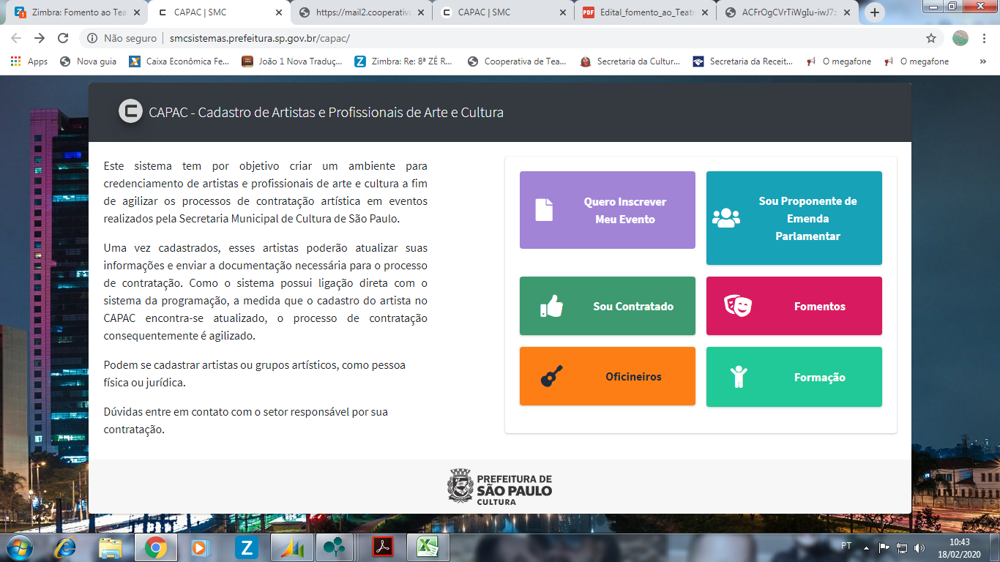 Zimbra: Fomento ao Tea
CAPAC | SMC
https://mail2.cooperativa
CAPAC | SMC
PDF
Edital_fomento_ao_Teatr
ACFrOgCVrTiWgIu-iwJ7z
Não seguro
smcsistemas.prefeitura.sp.gov.br/capac/
Apps
Nova guia
Caixa Econômica Fe...
João 1 Nova Traduç...
Zimbra: Re: 8ª ZÉ R...
Cooperativa de Tea...
Secretaria da Cultur...
Secretaria da Receit...
O megafone
O megafone
»
CAPAC - Cadastro de Artistas e Profissionais de Arte e Cultura
Este sistema tem por objetivo criar um ambiente para
credenciamento de artistas e profissionais de arte e cultura a fim
de agilizar os processos de contratação artística em eventos
realizados pela Secretaria Municipal de Cultura de São Paulo.
Uma vez cadastrados, esses artistas poderão atualizar suas
informações e enviar a documentação necessária para o processo
de contratação. Como o sistema possui ligação direta com o
sistema da programação, a medida que o cadastro do artista no
CAPAC encontra-se atualizado, o processo de contratação
consequentemente é agilizado.
Podem se cadastrar artistas ou grupos artísticos, como pessoa
física ou jurídica.
Dúvidas entre em contato com o setor responsável por sua
contratação.
Quero Inscrever
Meu Evento
Sou Proponente de
Emenda
Parlamentar
Sou Contratado
Fomentos
Oficineiros
Formação
PREFEITURA DE
SÃO PAULO
CULTURA
PT
10:43
18/02/2020